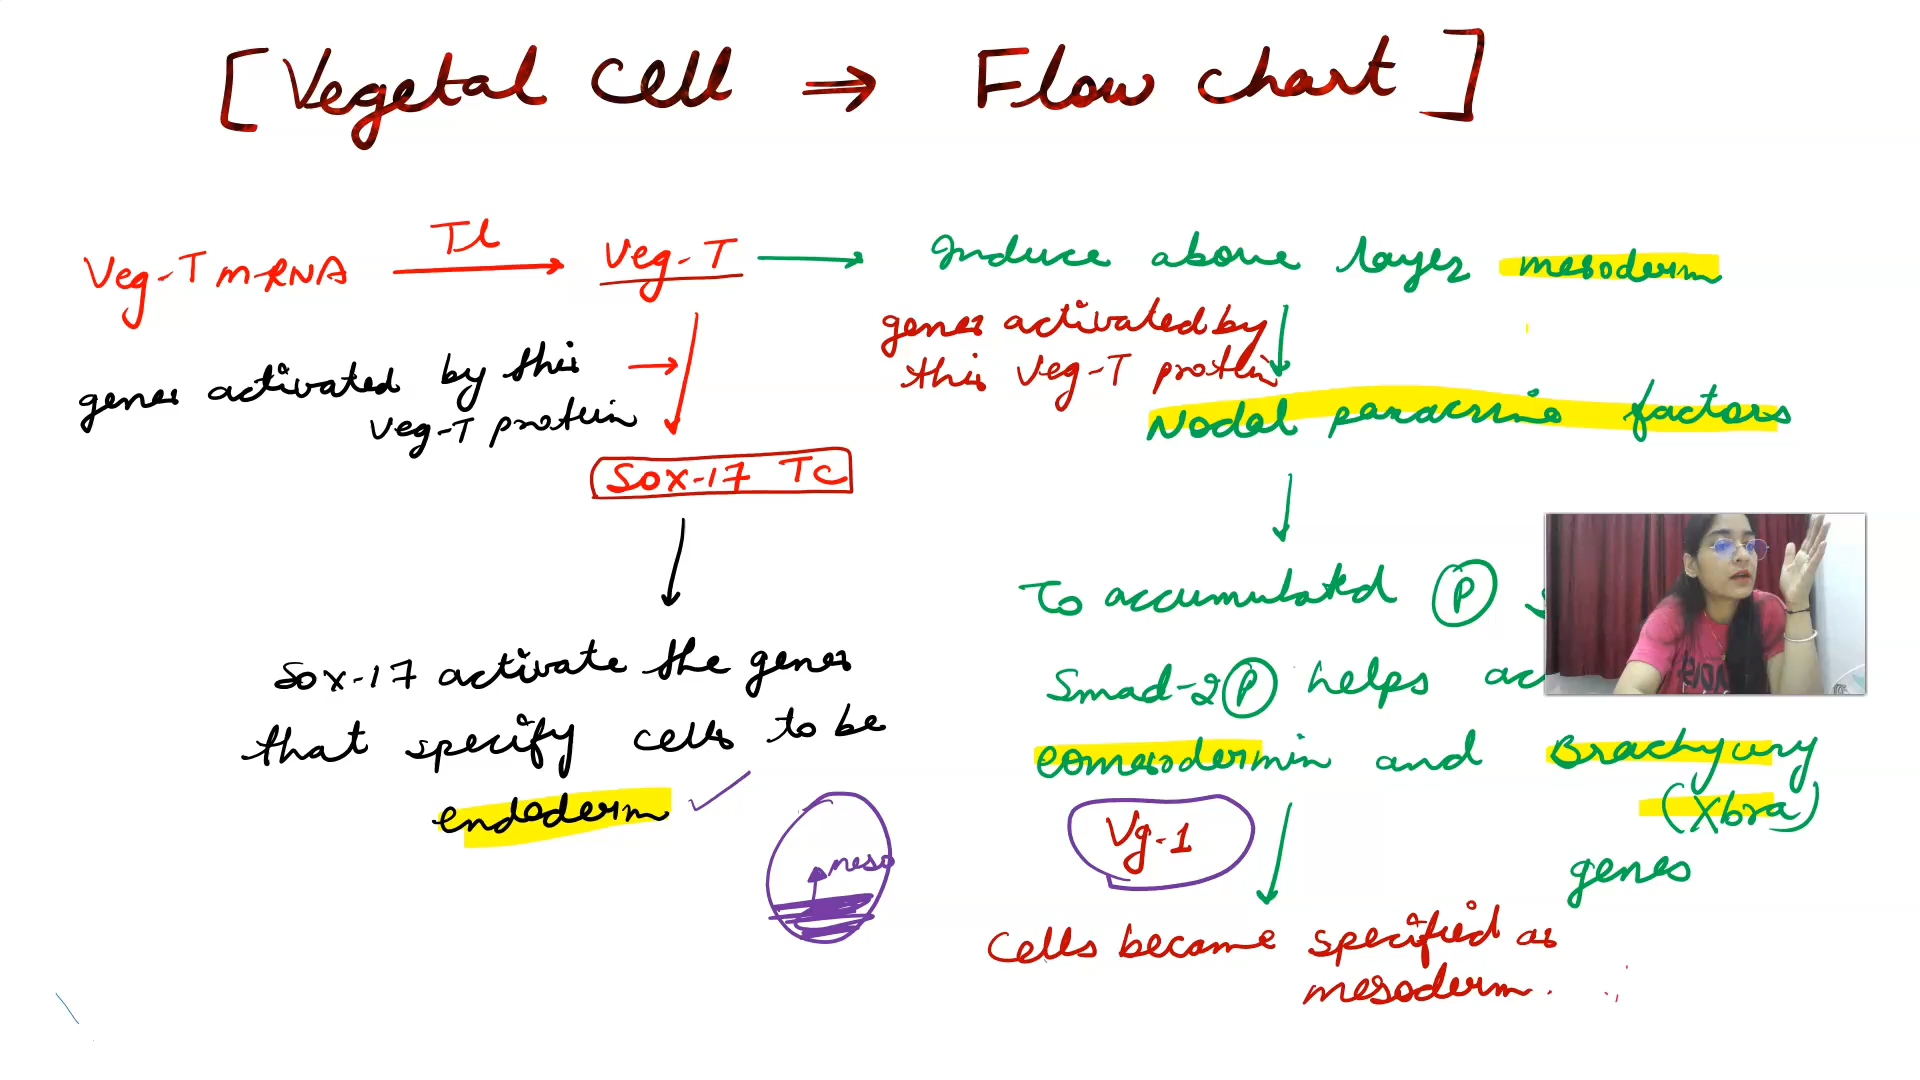 [Vegetal cell ⇒ Flow chart]
Veg-T mRNA Tl Veg-T → Induce above layer mesoderm
genes activated by this
Veg-T protein
genes activated by
this Veg-T protein
Nodal paracrine factors
Sox-17 TC
Sox-17 activate the genes
that specify cells to be
endoderm
meso
To accumulated P
Smad-2 P helps
eomesodermin and Brachyury
(Xbra)
genes
Vg-1
Cells became specified as
mesoderm.